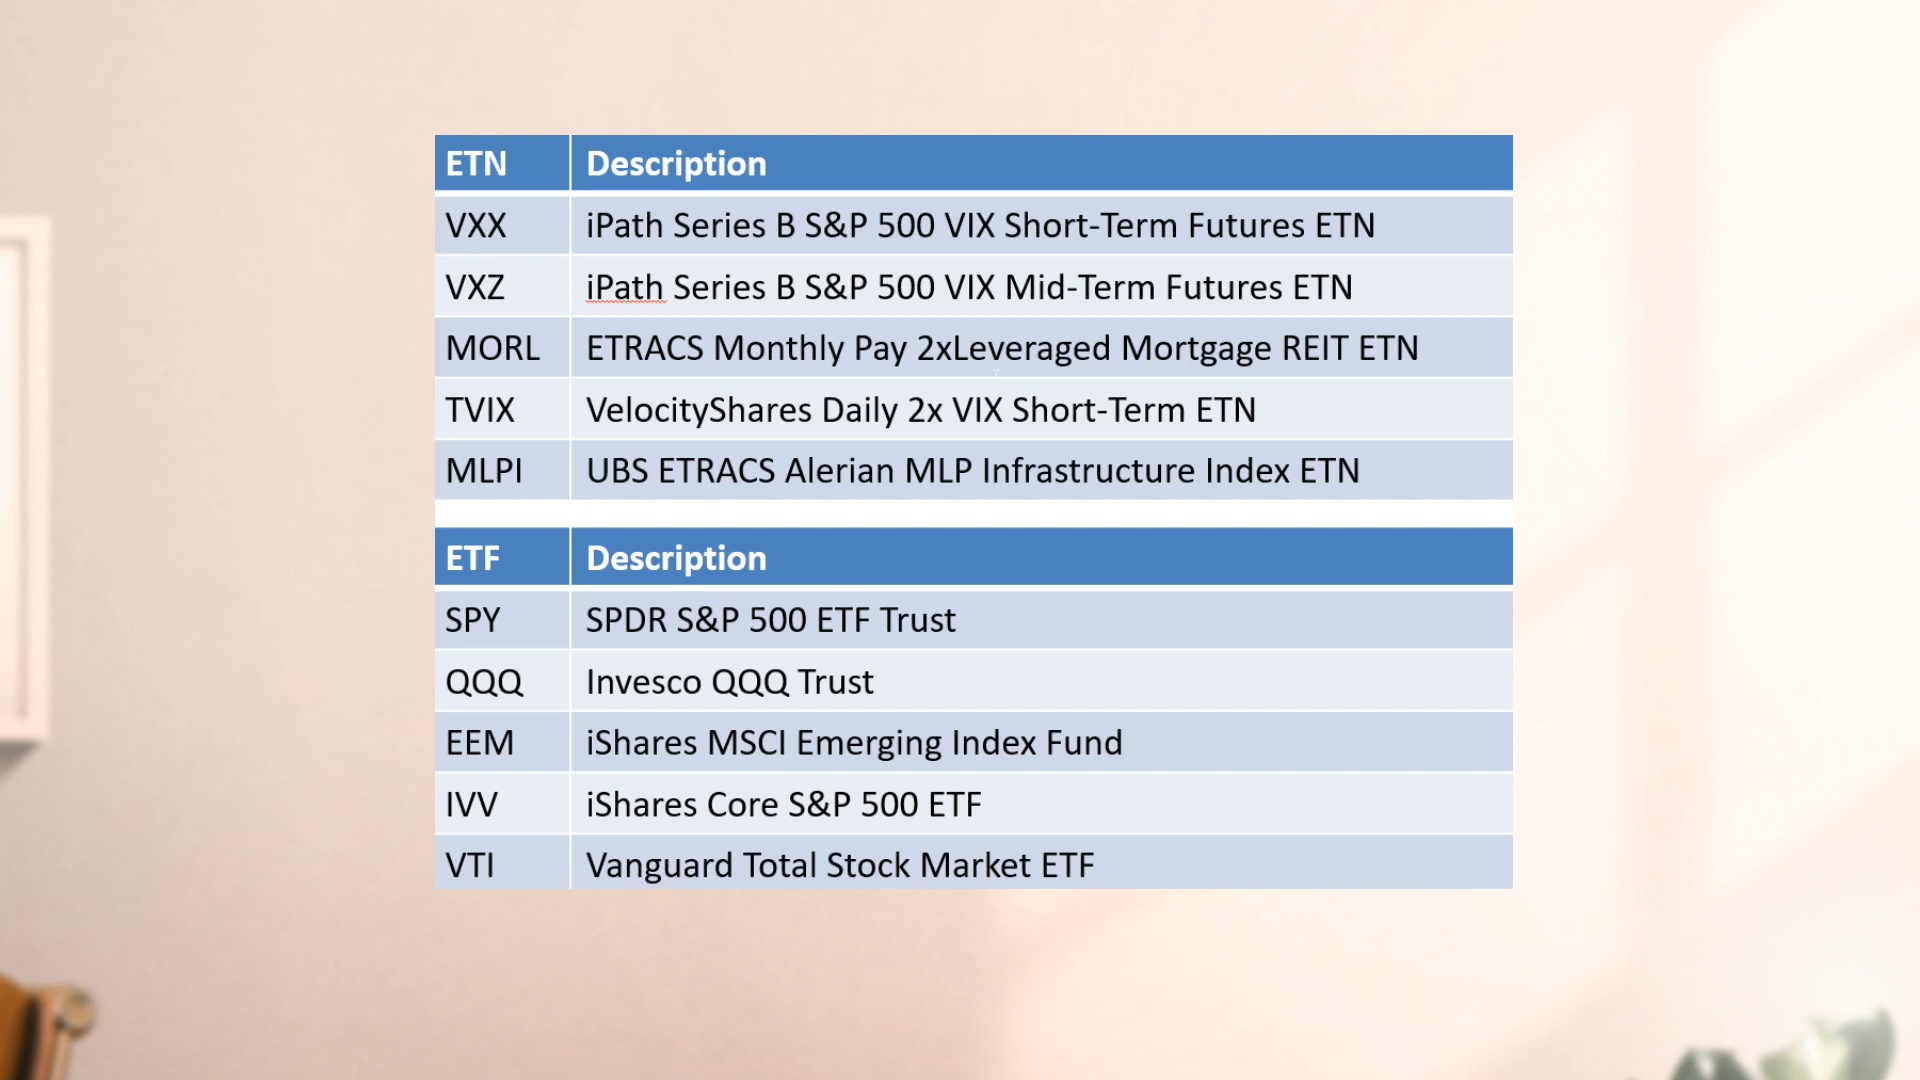 ETN Description
VXX iPath Series B S&P 500 VIX Short-Term Futures ETN
VXZ iPath Series B S&P 500 VIX Mid-Term Futures ETN
MORL ETRACS Monthly Pay 2xLeveraged Mortgage REIT ETN
TVIX VelocityShares Daily 2x VIX Short-Term ETN
MLPI UBS ETRACS Alerian MLP Infrastructure Index ETN
ETF Description
SPY SPDR S&P 500 ETF Trust
QQQ Invesco QQQ Trust
EEM iShares MSCI Emerging Index Fund
IVV iShares Core S&P 500 ETF
VTI Vanguard Total Stock Market ETF